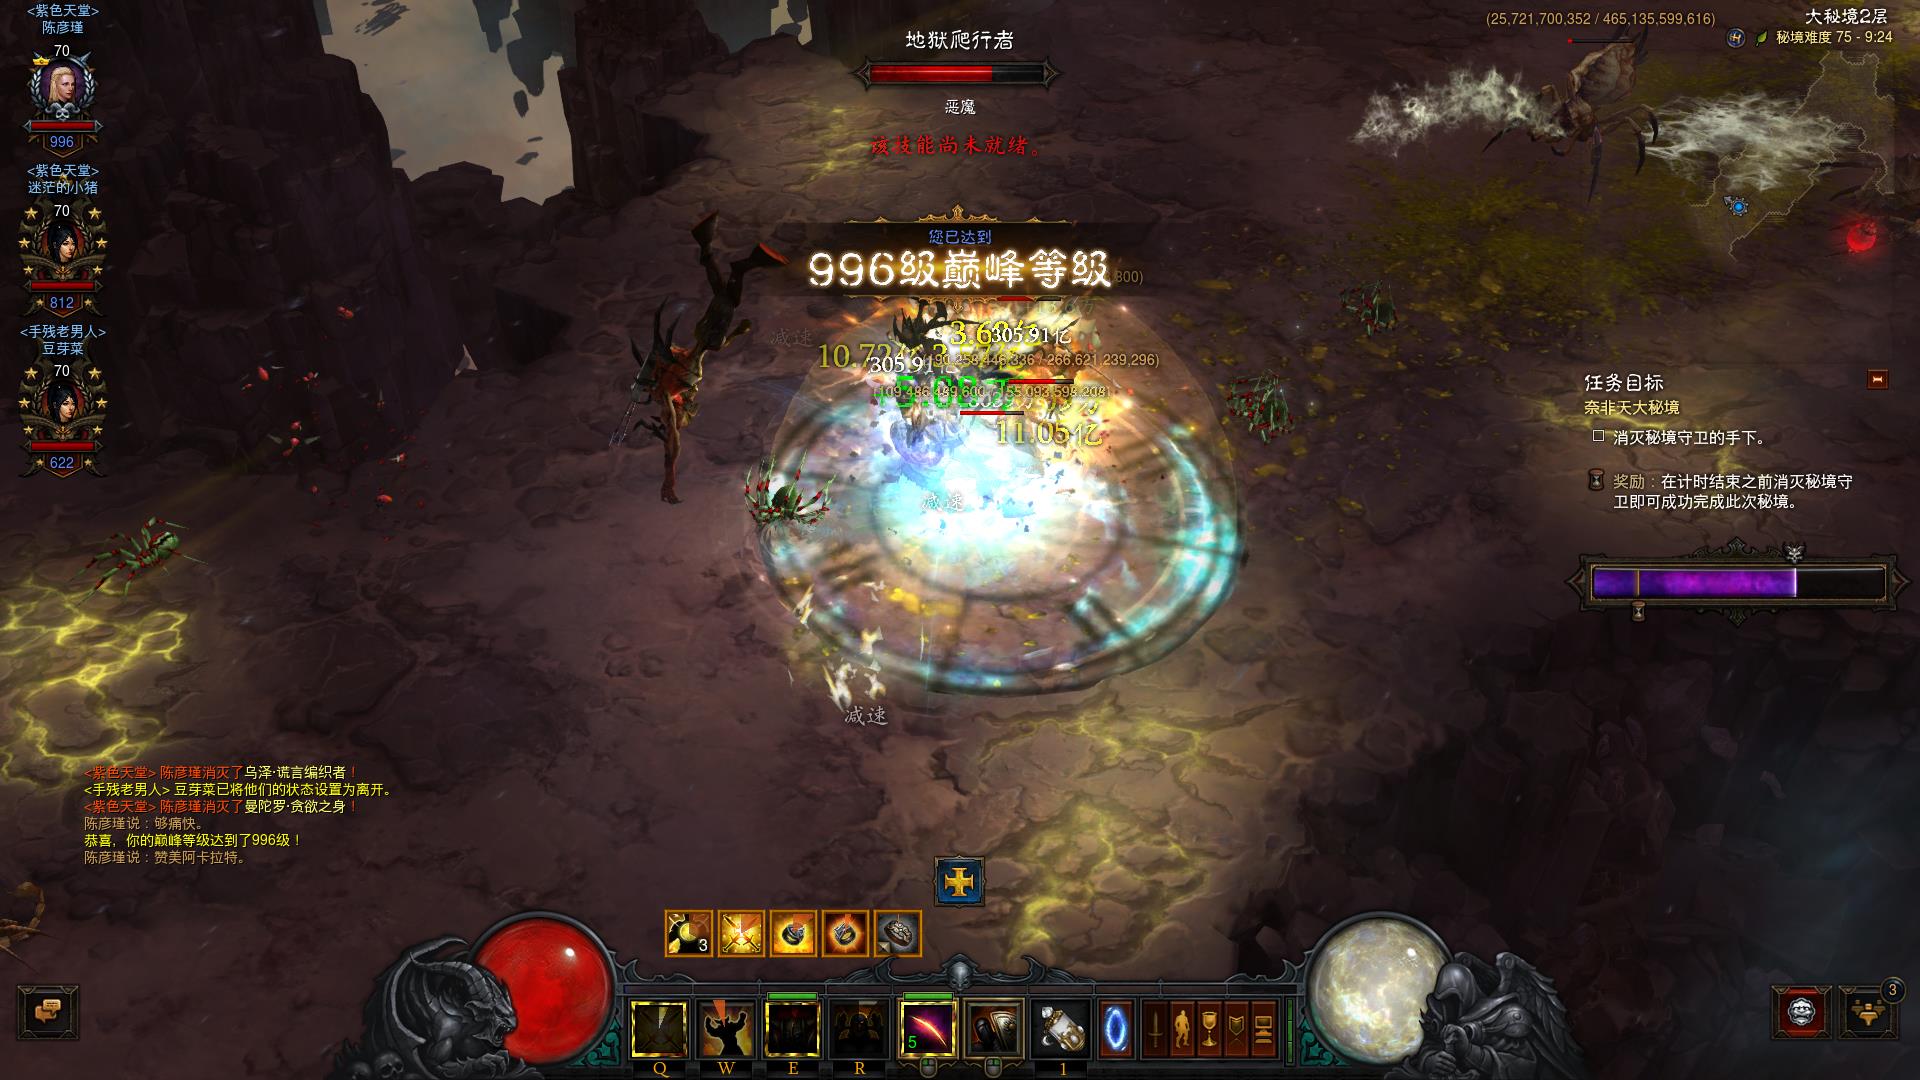 <紫色天堂>
陈彦瑾
70
996
<紫色天堂>
迷茫的小猪
70
812
<手残老男人>
豆芽菜
70
622
地狱爬行者
恶魔
该技能尚未就绪。
(25,721,700,352 / 465,135,599,616)
大秘境2层
秘境难度 75 - 9:24
您已达到
996级巅峰等级
减速
305.91亿
305.91
11.05亿
减速
减速
任务目标
奈非天大秘境
消灭秘境守卫的手下。
奖励：在计时结束之前消灭秘境守
卫即可成功完成此次秘境。
<紫色天堂> 陈彦瑾消灭了乌泽·谎言编织者！
<手残老男人> 豆芽菜已将他们的状态设置为离开。
<紫色天堂> 陈彦瑾消灭了曼陀罗·贪欲之身！
陈彦瑾说：够痛快。
恭喜，你的巅峰等级达到了996级！
陈彦瑾说：赞美阿卡拉特。
3
5
Q
W
E
R
1
3